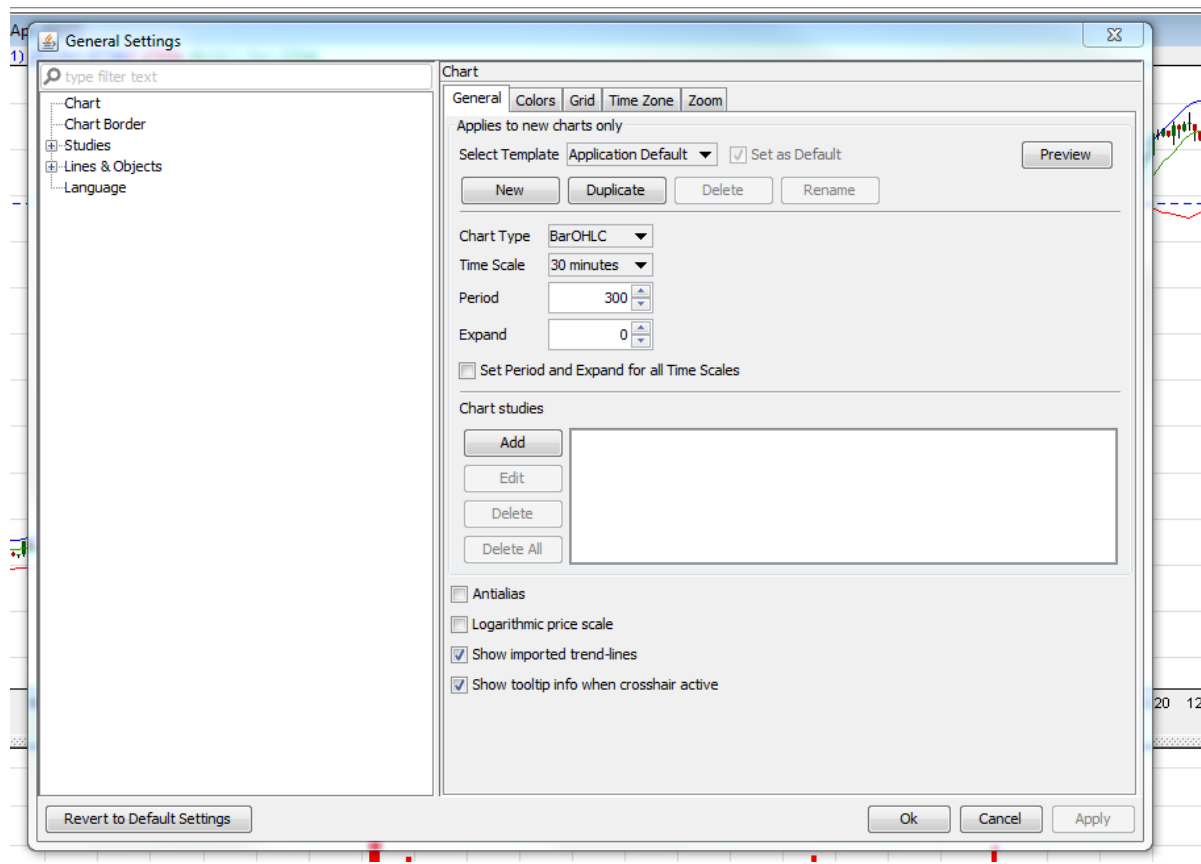 Ap
General Settings
1)
type filter text
Chart
Chart Border
Studies
Lines & Objects
Language
Chart
General Colors Grid Time Zone Zoom
Applies to new charts only
Select Template Application Default Set as Default Preview
New Duplicate Delete Rename
Chart Type BarOHLC
Time Scale 30 minutes
Period 300
Expand 0
Set Period and Expand for all Time Scales
Chart studies
Add
Edit
Delete
Delete All
Antialias
Logarithmic price scale
Show imported trend-lines
Show tooltip info when crosshair active
20 12
Revert to Default Settings Ok Cancel Apply